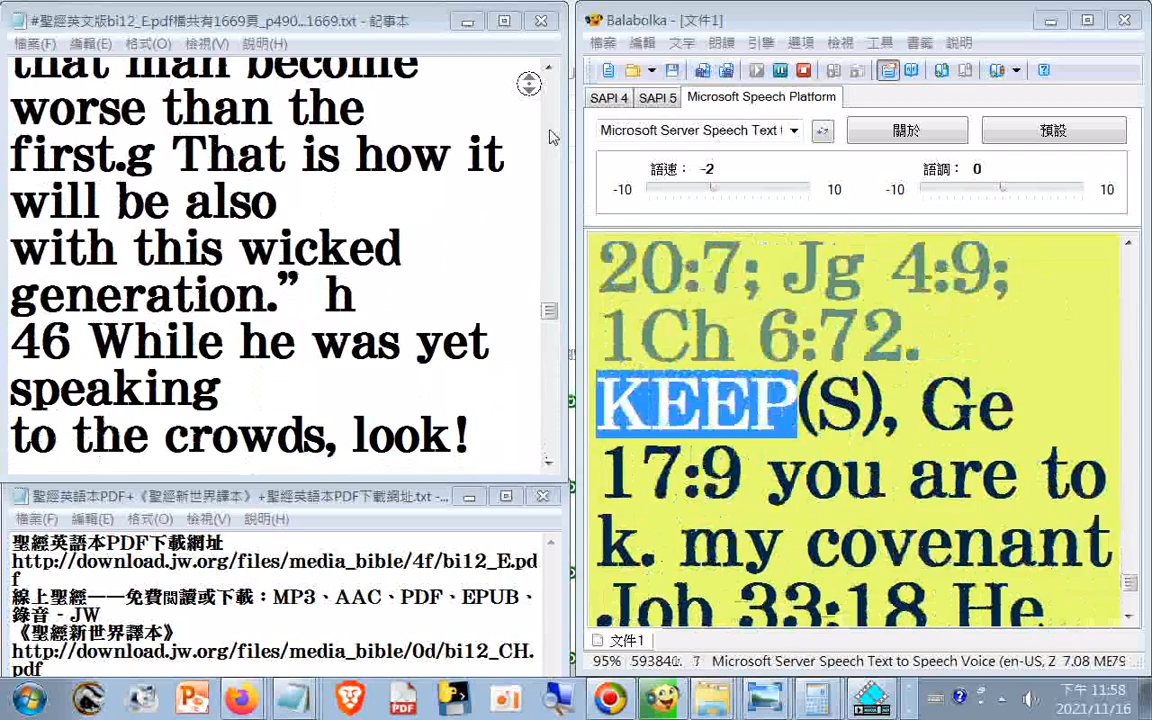 #聖經英文版bi12_E.pdf檔共有1669頁_p490...1669.txt - 記事本
檔案(F) 編輯(E) 格式(O) 檢視(V) 說明(H)
that man become
worse than the
first.g That is how it
will be also
with this wicked
generation.” h
46 While he was yet
speaking
to the crowds, look!
聖經英語本PDF+《聖經新世界譯本》+聖經英語本PDF下載網址.txt - ...
檔案(F) 編輯(E) 格式(O) 檢視(V) 說明(H)
聖經英語本PDF下載網址
http://download.jw.org/files/media_bible/4f/bi12_E.pd
f
線上聖經——免費閱讀或下載：MP3、AAC、PDF、EPUB、
錄音 - JW
《聖經新世界譯本》
http://download.jw.org/files/media_bible/0d/bi12_CH.
pdf
Balabolka - [文件1]
檔案 編輯 文字 朗讀 引擎 選項 檢視 工具 書籤 說明
SAPI 4 SAPI 5 Microsoft Speech Platform
Microsoft Server Speech Text 關於 預設
語速： -2 語調： 0
-10 10 -10 10
20:7; Jg 4:9;
1Ch 6:72.
KEEP(S), Ge
17:9 you are to
k. my covenant
Job 33:18 He
文件1
95% Microsoft Server Speech Text to Speech Voice (en-US, Z 7.08 ME
下午 11:58
2021/11/16